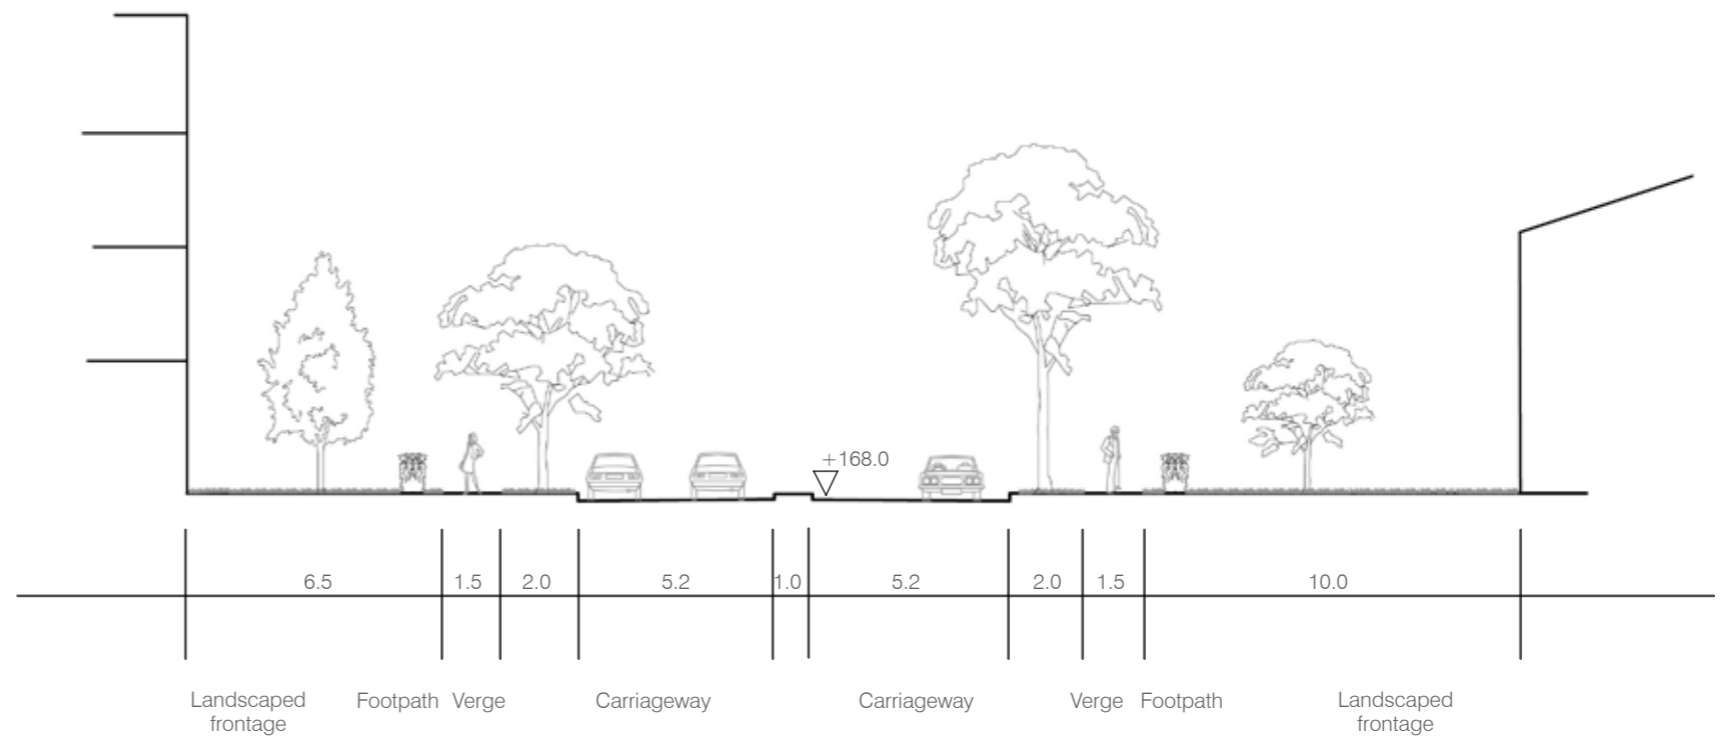 +168.0
6.5 1.5 2.0 5.2 1.0 5.2 2.0 1.5 10.0
Landscaped frontage Footpath Verge Carriageway Carriageway Verge Footpath Landscaped frontage